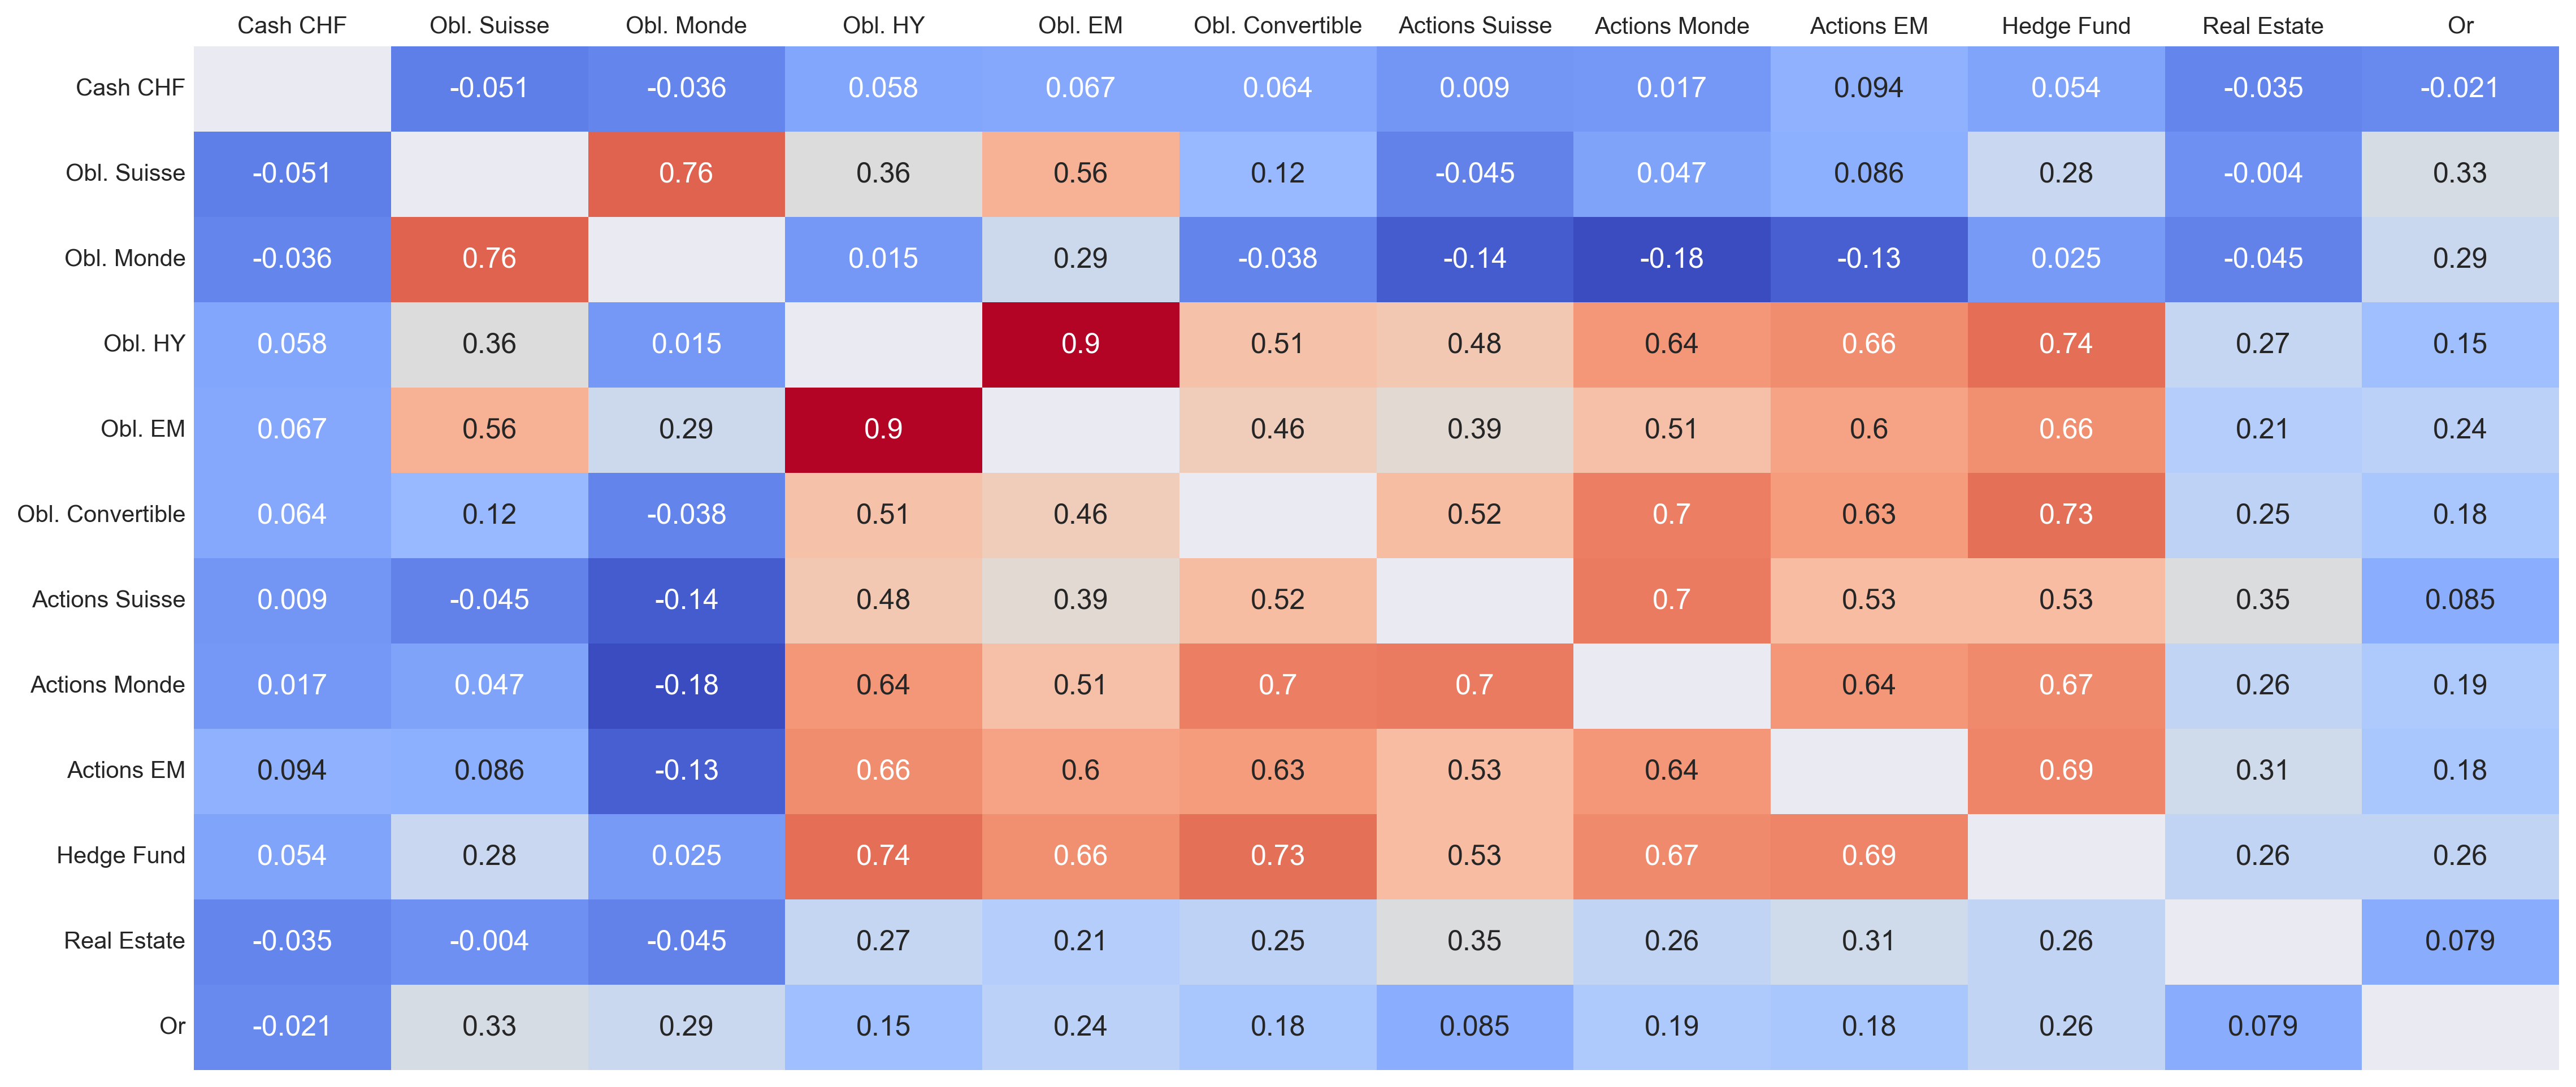 Cash CHF Obl. Suisse Obl. Monde Obl. HY Obl. EM Obl. Convertible Actions Suisse Actions Monde Actions EM Hedge Fund Real Estate Or
Cash CHF -0.051 -0.036 0.058 0.067 0.064 0.009 0.017 0.094 0.054 -0.035 -0.021
Obl. Suisse -0.051 0.76 0.36 0.56 0.12 -0.045 0.047 0.086 0.28 -0.004 0.33
Obl. Monde -0.036 0.76 0.015 0.29 -0.038 -0.14 -0.18 -0.13 0.025 -0.045 0.29
Obl. HY 0.058 0.36 0.015 0.9 0.51 0.48 0.64 0.66 0.74 0.27 0.15
Obl. EM 0.067 0.56 0.29 0.9 0.46 0.39 0.51 0.6 0.66 0.21 0.24
Obl. Convertible 0.064 0.12 -0.038 0.51 0.46 0.52 0.7 0.63 0.73 0.25 0.18
Actions Suisse 0.009 -0.045 -0.14 0.48 0.39 0.52 0.7 0.53 0.53 0.35 0.085
Actions Monde 0.017 0.047 -0.18 0.64 0.51 0.7 0.7 0.64 0.67 0.26 0.19
Actions EM 0.094 0.086 -0.13 0.66 0.6 0.63 0.53 0.64 0.69 0.31 0.18
Hedge Fund 0.054 0.28 0.025 0.74 0.66 0.73 0.53 0.67 0.69 0.26 0.26
Real Estate -0.035 -0.004 -0.045 0.27 0.21 0.25 0.35 0.26 0.31 0.26 0.079
Or -0.021 0.33 0.29 0.15 0.24 0.18 0.085 0.19 0.18 0.26 0.079